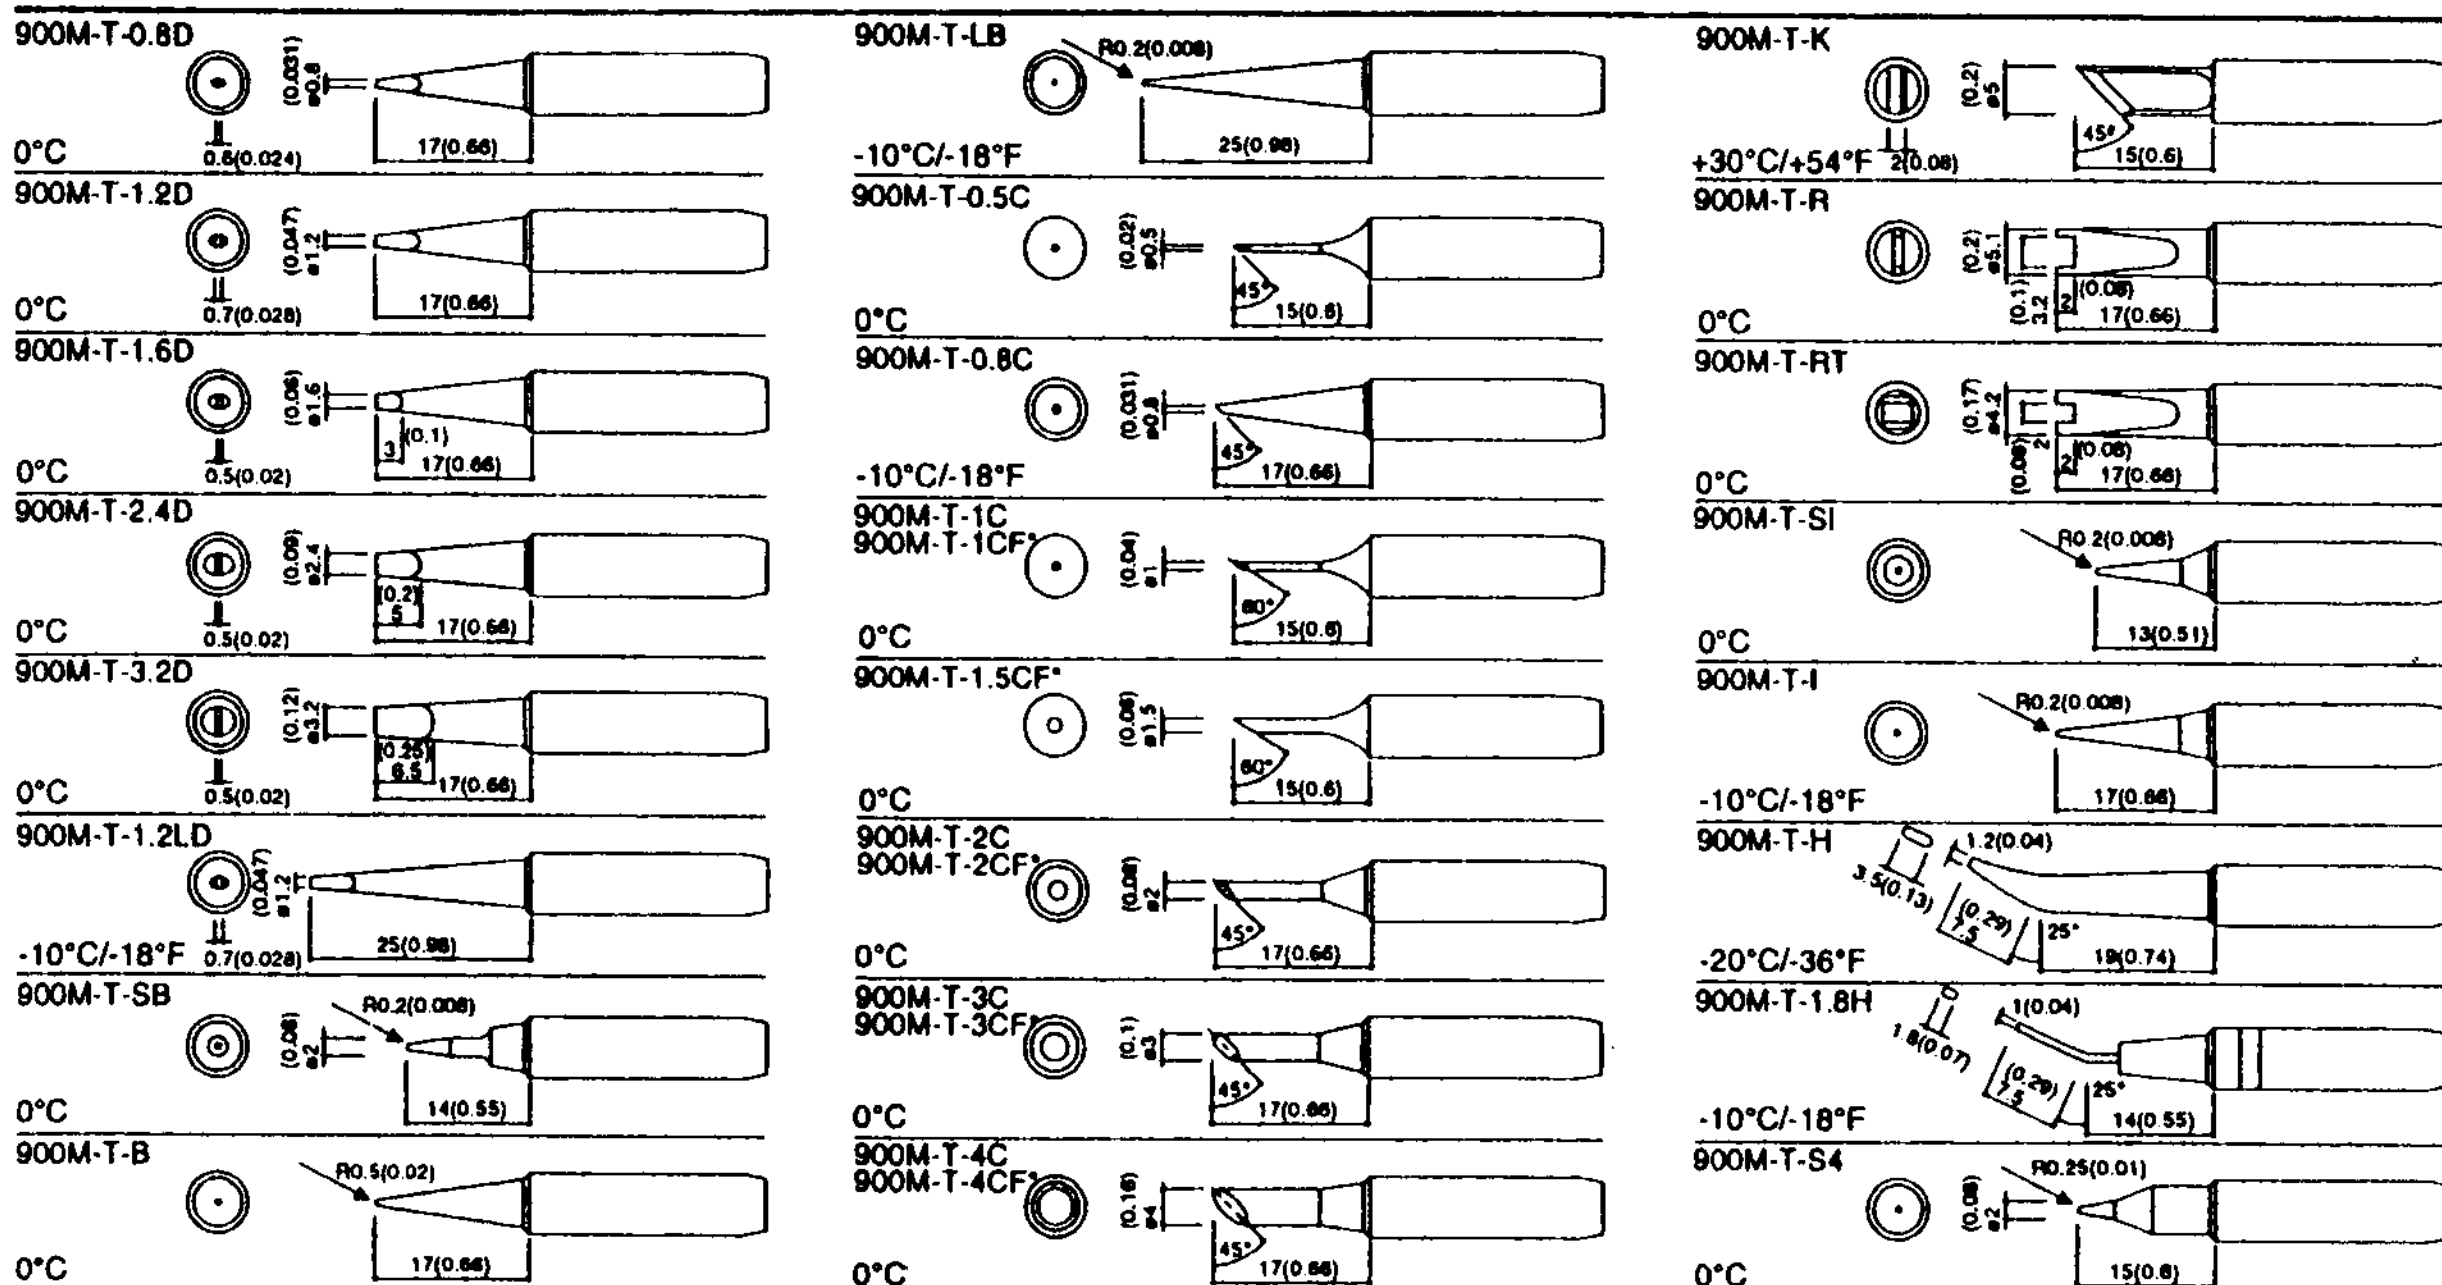 900M-T-0.8D
(0.031)
ø0.8
17(0.66)
0°C
0.6(0.024)
900M-T-1.2D
(0.047)
ø1.2
17(0.66)
0°C
0.7(0.028)
900M-T-1.6D
(0.06)
ø1.6
(0.1)
3
17(0.66)
0°C
0.5(0.02)
900M-T-2.4D
(0.09)
ø2.4
(0.2)
5
17(0.66)
0°C
0.5(0.02)
900M-T-3.2D
(0.12)
ø3.2
(0.25)
6.5
17(0.66)
0°C
0.5(0.02)
900M-T-1.2LD
(0.047)
ø1.2
25(0.98)
-10°C/-18°F
0.7(0.028)
900M-T-SB
R0.2(0.008)
(0.08)
ø2
14(0.55)
0°C
900M-T-B
R0.5(0.02)
17(0.66)
0°C
900M-T-LB
R0.2(0.008)
25(0.98)
-10°C/-18°F
900M-T-0.5C
(0.02)
ø0.5
45°
15(0.6)
0°C
900M-T-0.8C
(0.031)
ø0.8
45°
17(0.66)
-10°C/-18°F
900M-T-1C
900M-T-1CF*
(0.04)
ø1
60°
15(0.6)
0°C
900M-T-1.5CF*
(0.06)
ø1.5
60°
15(0.6)
0°C
900M-T-2C
900M-T-2CF*
(0.08)
ø2
45°
17(0.66)
0°C
900M-T-3C
900M-T-3CF*
(0.1)
ø3
45°
17(0.66)
0°C
900M-T-4C
900M-T-4CF*
(0.16)
ø4
45°
17(0.66)
0°C
900M-T-K
(0.2)
ø5
45°
15(0.6)
+30°C/+54°F
2(0.08)
900M-T-R
(0.2)
ø5.1
(0.1)
3.2
2
(0.08)
17(0.66)
0°C
900M-T-RT
(0.17)
ø4.2
(0.08)
2
2
(0.08)
17(0.66)
0°C
900M-T-SI
R0.2(0.008)
13(0.51)
0°C
900M-T-I
R0.2(0.008)
17(0.66)
-10°C/-18°F
900M-T-H
1.2(0.04)
3.5(0.13)
(0.29)
7.5
25°
19(0.74)
-20°C/-36°F
900M-T-1.8H
1(0.04)
1.8(0.07)
(0.29)
7.5
25°
14(0.55)
-10°C/-18°F
900M-T-S4
R0.25(0.01)
(0.08)
ø2
15(0.6)
0°C